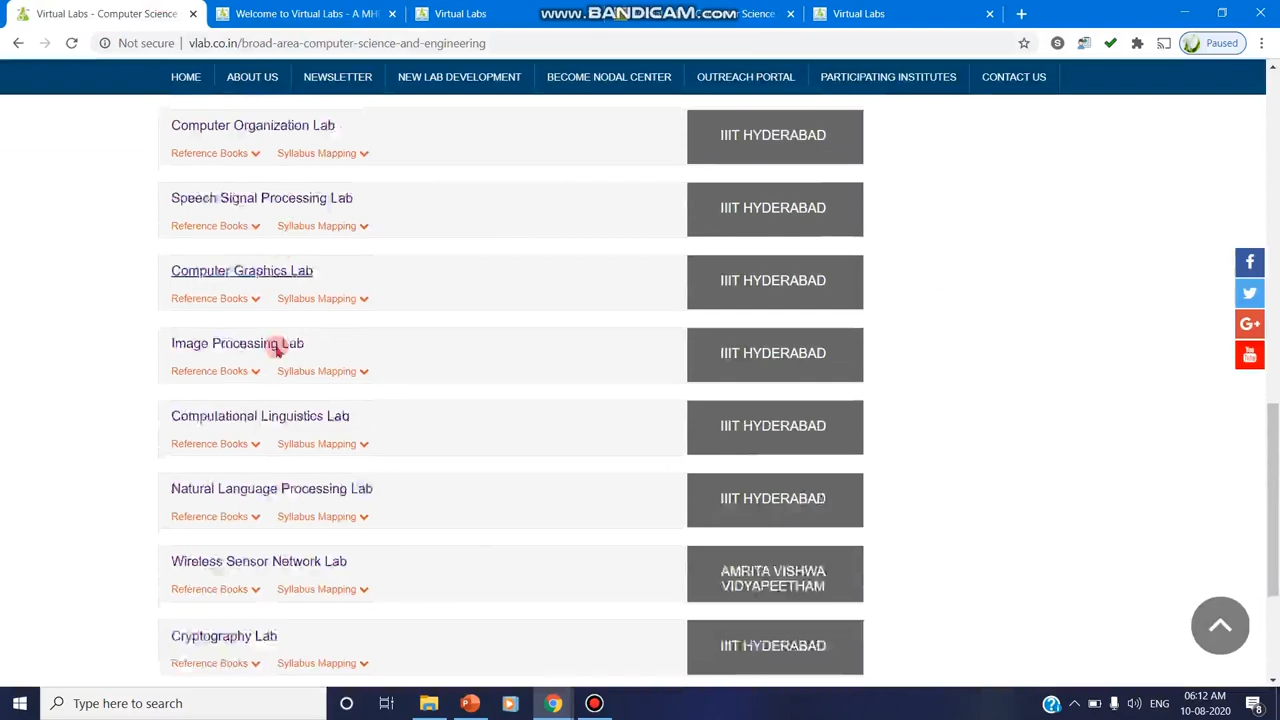 Virtual Labs - Computer Science
Welcome to Virtual Labs - A MH
Virtual Labs
www.BANDICAM.com
Science
Virtual Labs
Not secure
vlab.co.in/broad-area-computer-science-and-engineering
Paused
HOME
ABOUT US
NEWSLETTER
NEW LAB DEVELOPMENT
BECOME NODAL CENTER
OUTREACH PORTAL
PARTICIPATING INSTITUTES
CONTACT US
Computer Organization Lab
Reference Books
Syllabus Mapping
IIIT HYDERABAD
Speech Signal Processing Lab
Reference Books
Syllabus Mapping
IIIT HYDERABAD
Computer Graphics Lab
Reference Books
Syllabus Mapping
IIIT HYDERABAD
Image Processing Lab
Reference Books
Syllabus Mapping
IIIT HYDERABAD
Computational Linguistics Lab
Reference Books
Syllabus Mapping
IIIT HYDERABAD
Natural Language Processing Lab
Reference Books
Syllabus Mapping
IIIT HYDERABAD
Wireless Sensor Network Lab
Reference Books
Syllabus Mapping
AMRITA VISHWA
VIDYAPEETHAM
Cryptography Lab
Reference Books
Syllabus Mapping
IIIT HYDERABAD
Type here to search
ENG
06:12 AM
10-08-2020
8